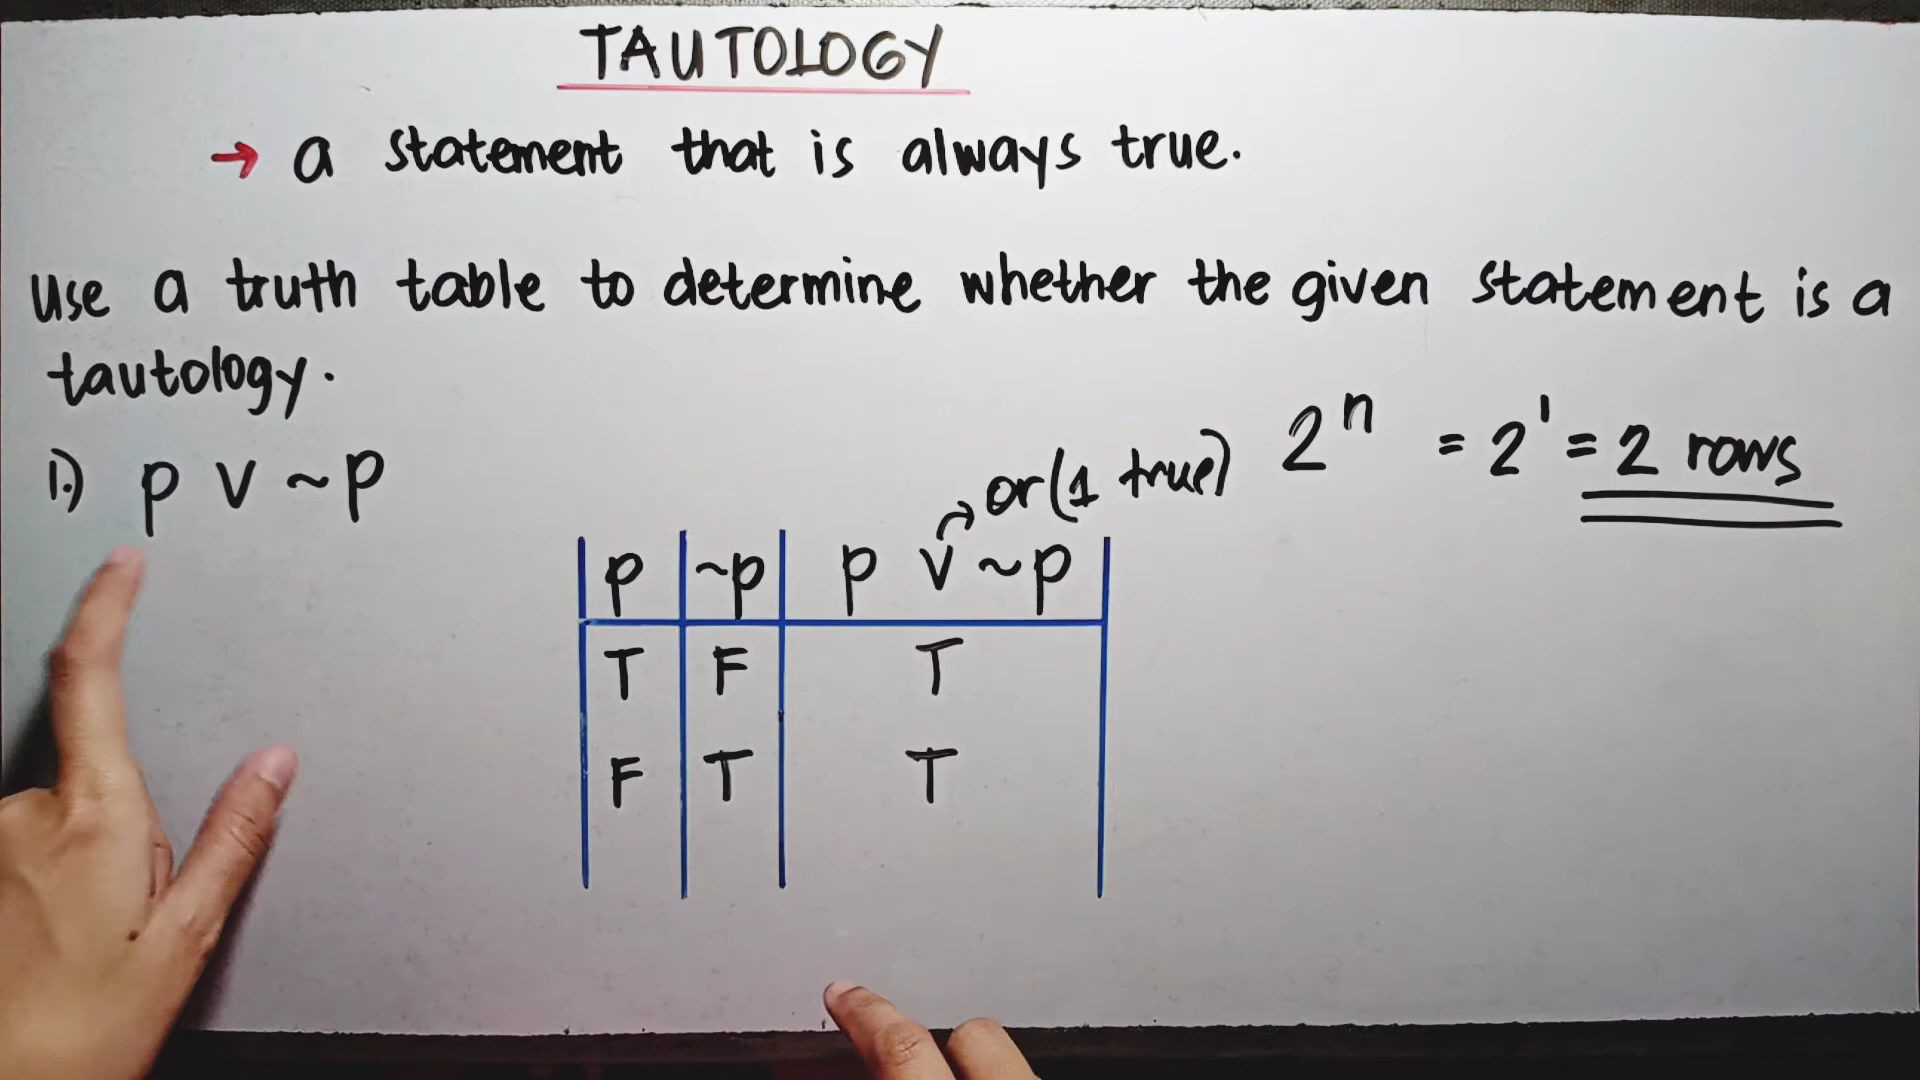 TAUTOLOGY
→ a statement that is always true.
Use a truth table to determine whether the given statement is a
tautology.
1.) p v ~p
or (1 true)
2ⁿ = 2¹ = 2 rows
p ~p p v ~p
T F T
F T T